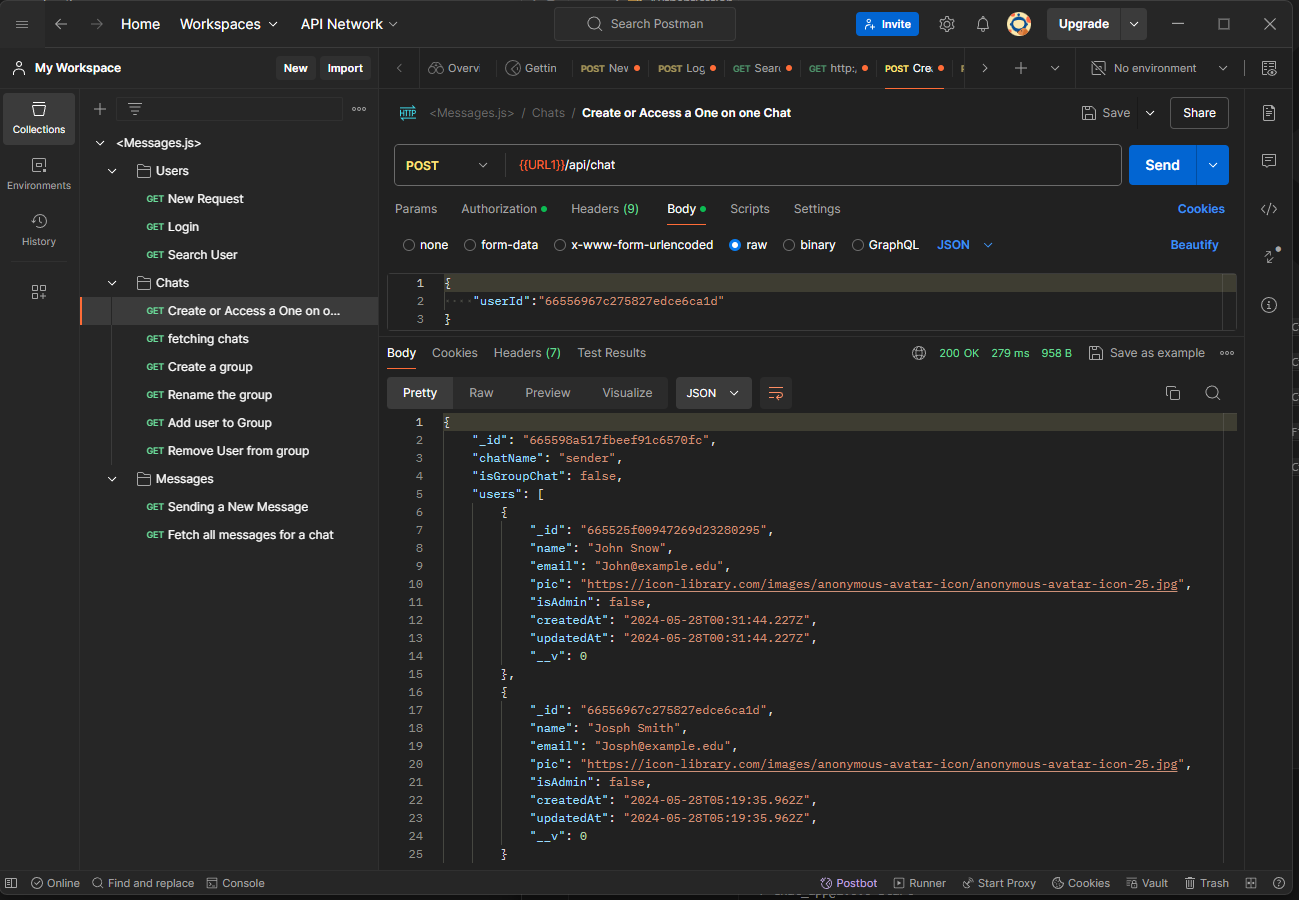 Home Workspaces API Network Search Postman Invite Upgrade
My Workspace New Import Overvi Gettin POST New POST Log GET Sear http:, POST Cre No environment
Collections
Environments
History
<Messages.js>
Users
GET New Request
GET Login
GET Search User
Chats
GET Create or Access a One on o...
GET fetching chats
GET Create a group
GET Rename the group
GET Add user to Group
GET Remove User from group
Messages
GET Sending a New Message
GET Fetch all messages for a chat
HTTP <Messages.js> / Chats / Create or Access a One on one Chat Save Share
POST {{URL1}}/api/chat Send
Params Authorization Headers (9) Body Scripts Settings Cookies
none form-data x-www-form-urlencoded raw binary GraphQL JSON Beautify
1 {
2 "userId":"66556967c275827edce6ca1d"
3 }
Body Cookies Headers (7) Test Results 200 OK 279 ms 958 B Save as example
Pretty Raw Preview Visualize JSON
1 {
2 "_id": "665598a517fbeef91c6570fc",
3 "chatName": "sender",
4 "isGroupChat": false,
5 "users": [
6 {
7 "_id": "665525f00947269d23280295",
8 "name": "John Snow",
9 "email": "John@example.edu",
10 "pic": "https://icon-library.com/images/anonymous-avatar-icon/anonymous-avatar-icon-25.jpg",
11 "isAdmin": false,
12 "createdAt": "2024-05-28T00:31:44.227Z",
13 "updatedAt": "2024-05-28T00:31:44.227Z",
14 "__v": 0
15 },
16 {
17 "_id": "66556967c275827edce6ca1d",
18 "name": "Josph Smith",
19 "email": "Josph@example.edu",
20 "pic": "https://icon-library.com/images/anonymous-avatar-icon/anonymous-avatar-icon-25.jpg",
21 "isAdmin": false,
22 "createdAt": "2024-05-28T05:19:35.962Z",
23 "updatedAt": "2024-05-28T05:19:35.962Z",
24 "__v": 0
25 }
Online Find and replace Console Postbot Runner Start Proxy Cookies Vault Trash